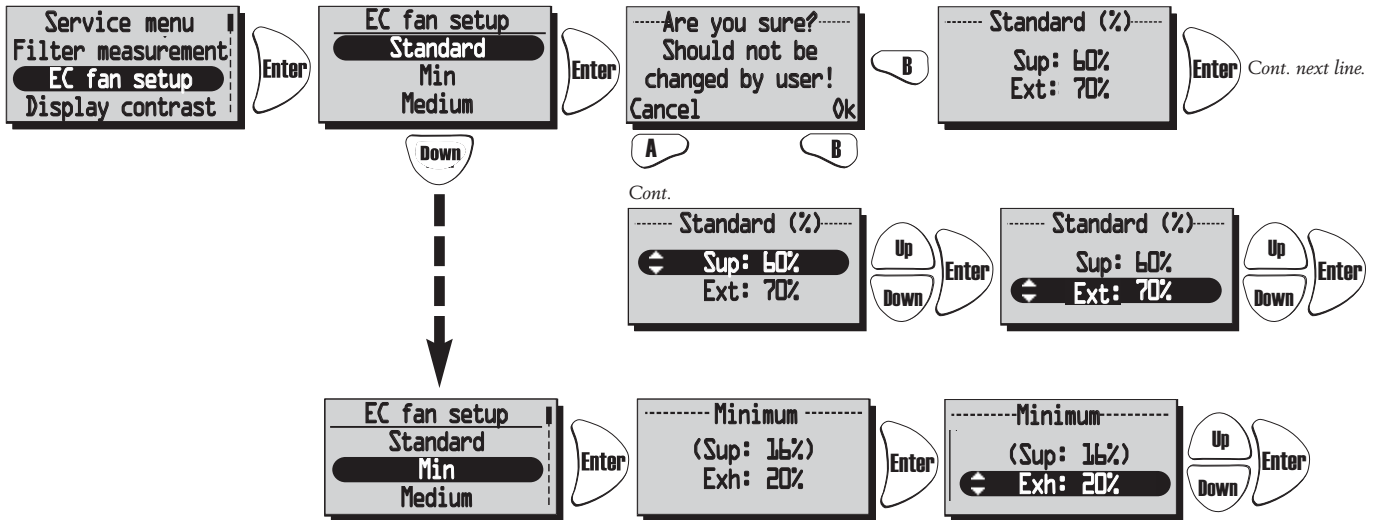 Service menu
Filter measurement
EC fan setup
Display contrast
Enter
EC fan setup
Standard
Min
Medium
Enter
Down
Are you sure?
Should not be
changed by user!
Cancel Ok
A B
B
Standard (%)
Sup: 60%
Ext: 70%
Enter
Cont. next line.
Cont.
Standard (%)
Sup: 60%
Ext: 70%
Up
Down
Enter
Standard (%)
Sup: 60%
Ext: 70%
Up
Down
Enter
EC fan setup
Standard
Min
Medium
Enter
Minimum
(Sup: 16%)
Exh: 20%
Enter
Minimum
(Sup: 16%)
Exh: 20%
Up
Down
Enter